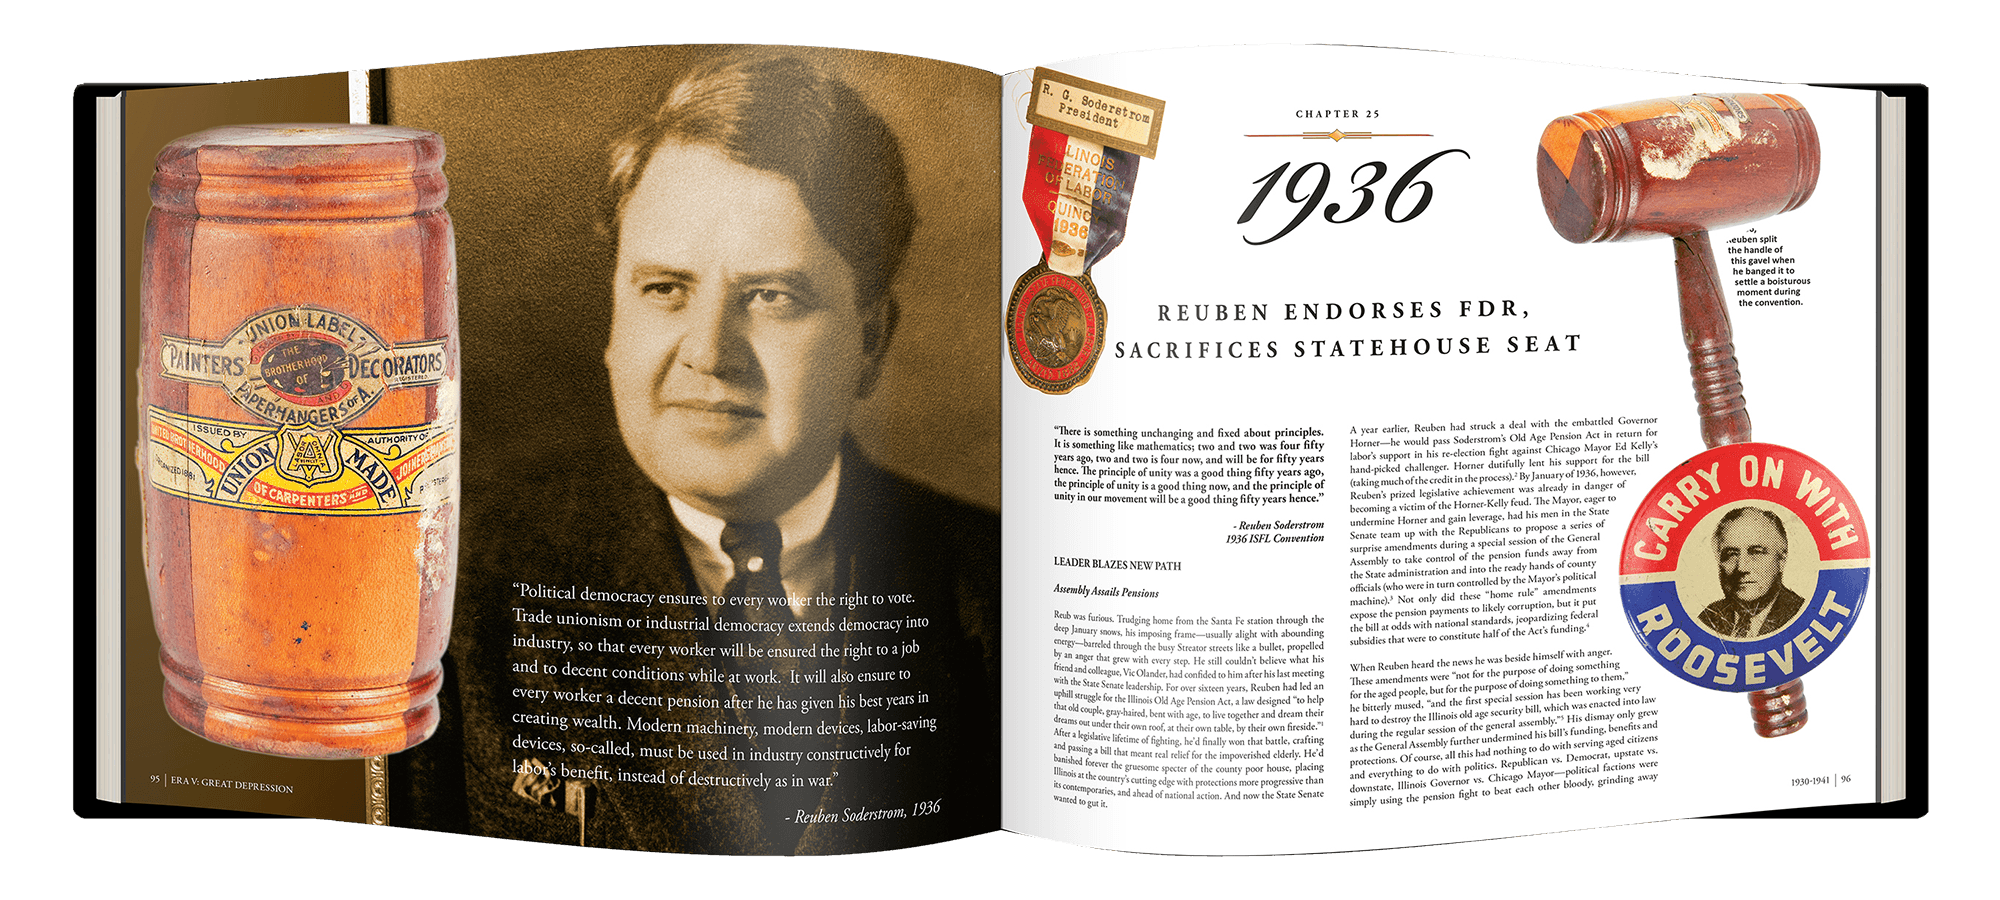 UNION LABEL
PAINTERS
THE
BROTHERHOOD
OF
AND
DECORATORS
REGISTERED
PAPERHANGERS OF A.
ISSUED BY
AUTHORITY OF
UNITED BROTHERHOOD
ORGANIZED 1881
UNION
MADE
OF CARPENTERS AND
JOINERS
“Political democracy ensures to every worker the right to vote.
Trade unionism or industrial democracy extends democracy into
industry, so that every worker will be ensured the right to a job
and to decent conditions while at work. It will also ensure to
every worker a decent pension after he has given his best years in
creating wealth. Modern machinery, modern devices, labor-saving
devices, so-called, must be used in industry constructively for
labor’s benefit, instead of destructively as in war.”
- Reuben Soderstrom, 1936
95 | ERA V: GREAT DEPRESSION
R. G. Soderstrom
President
ILLINOIS
FEDERATION
OF LABOR
QUINCY
1936
CHAPTER 25
1936
REUBEN ENDORSES FDR,
SACRIFICES STATEHOUSE SEAT
“There is something unchanging and fixed about principles.
It is something like mathematics; two and two was four fifty
years ago, two and two is four now, and will be for fifty years
hence. The principle of unity was a good thing fifty years ago,
the principle of unity is a good thing now, and the principle of
unity in our movement will be a good thing fifty years hence.”
- Reuben Soderstrom
1936 ISFL Convention
LEADER BLAZES NEW PATH
Assembly Assails Pensions
Reub was furious. Trudging home from the Santa Fe station through the
deep January snows, his imposing frame—usually alight with abounding
energy—barreled through the busy Streator streets like a bullet, propelled
by an anger that grew with every step. He still couldn’t believe what his
friend and colleague, Vic Olander, had confided to him after his last meeting
with the State Senate leadership. For over sixteen years, Reuben had led an
uphill struggle for the Illinois Old Age Pension Act, a law designed “to help
that old couple, gray-haired, bent with age, to live together and dream their
dreams out under their own roof, at their own table, by their own fireside.”1
After a legislative lifetime of fighting, he’d finally won that battle, crafting
and passing a bill that meant real relief for the impoverished elderly. He’d
banished forever the gruesome specter of the county poor house, placing
Illinois at the country’s cutting edge with protections more progressive than
its contemporaries, and ahead of national action. And now the State Senate
wanted to gut it.
A year earlier, Reuben had struck a deal with the embattled Governor
Horner—he would pass Soderstrom’s Old Age Pension Act in return for
labor’s support in his re-election fight against Chicago Mayor Ed Kelly’s
hand-picked challenger. Horner dutifully lent his support for the bill
(taking much of the credit in the process).2 By January of 1936, however,
Reuben’s prized legislative achievement was already in danger of
becoming a victim of the Horner-Kelly feud. The Mayor, eager to
undermine Horner and gain leverage, had his men in the State
Senate team up with the Republicans to propose a series of
surprise amendments during a special session of the General
Assembly to take control of the pension funds away from
the State administration and into the ready hands of county
officials (who were in turn controlled by the Mayor’s political
machine).3 Not only did these “home rule” amendments
expose the pension payments to likely corruption, but it put
the bill at odds with national standards, jeopardizing federal
subsidies that were to constitute half of the Act’s funding.4
When Reuben heard the news he was beside himself with anger.
These amendments were “not for the purpose of doing something
for the aged people, but for the purpose of doing something to them,”
he bitterly mused, “and the first special session has been working very
hard to destroy the Illinois old age security bill, which was enacted into law
during the regular session of the general assembly.”5 His dismay only grew
as the General Assembly further undermined his bill’s funding, benefits and
protections. Of course, all this had nothing to do with serving aged citizens
and everything to do with politics. Republican vs. Democrat, upstate vs.
downstate, Illinois Governor vs. Chicago Mayor—political factions were
simply using the pension fight to beat each other bloody, grinding away
Reuben split
the handle of
this gavel when
he banged it to
settle a boisturous
moment during
the convention.
CARRY ON WITH
ROOSEVELT
1930-1941 | 96